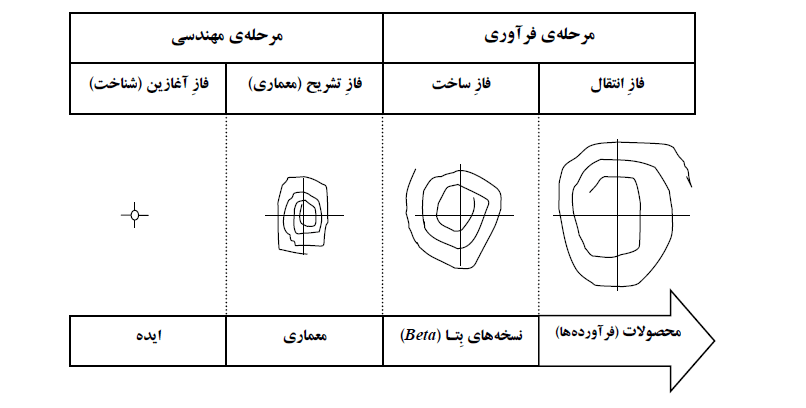 مرحله‌ی مهندسی
مرحله‌ی فرآوری
فازِ آغازین (شناخت)
فازِ تشریح (معماری)
فازِ ساخت
فازِ انتقال
ایده
معماری
نسخه‌های بِتـا (Beta)
محصولات (فرآورده‌ها)